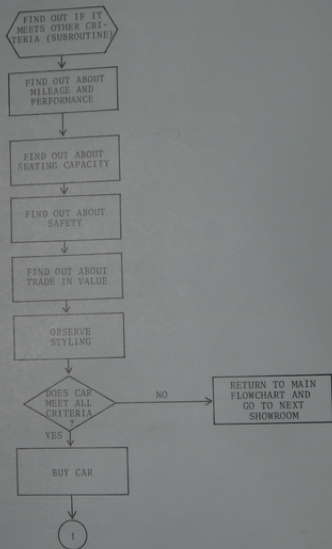 FIND OUT IF IT
MEETS OTHER CRI-
TERIA (SUBROUTINE)
FIND OUT ABOUT
MILEAGE AND
PERFORMANCE
FIND OUT ABOUT
SEATING CAPACITY
FIND OUT ABOUT
SAFETY
FIND OUT ABOUT
TRADE IN VALUE
OBSERVE
STYLING
DOES CAR
MEET ALL
CRITERIA
?
NO
RETURN TO MAIN
FLOWCHART AND
GO TO NEXT
SHOWROOM
YES
BUY CAR
1